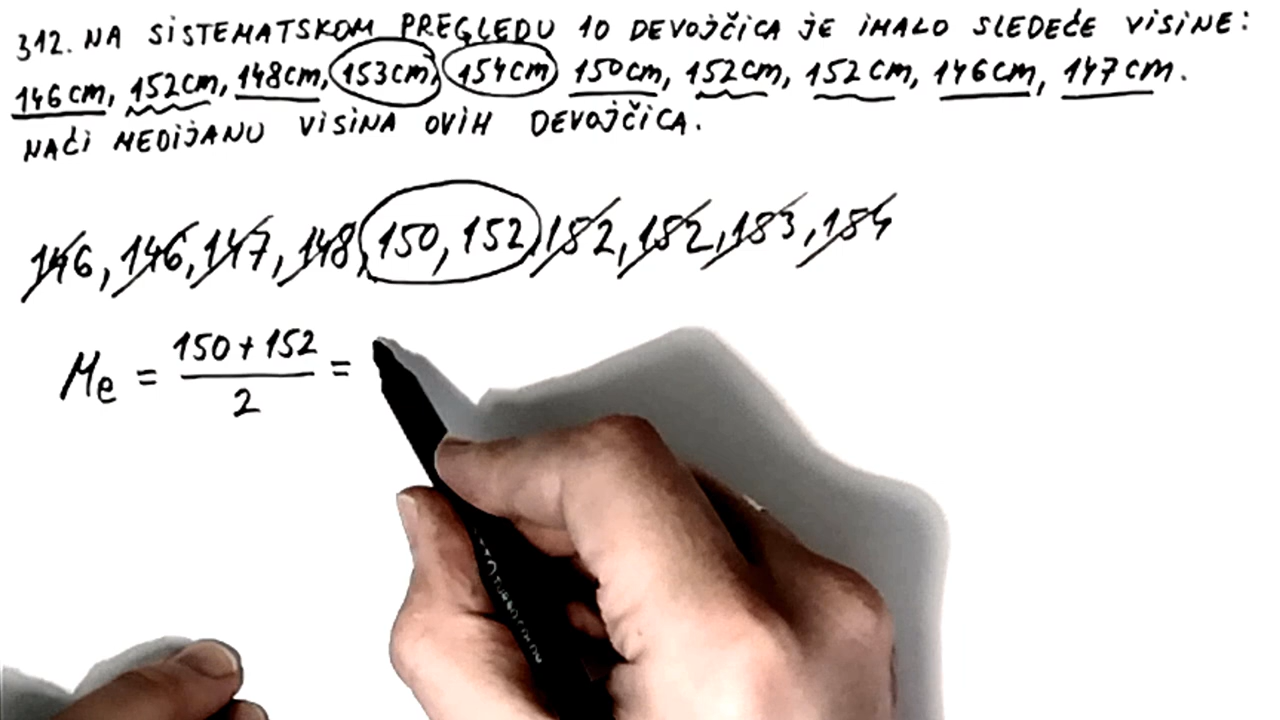 312. NA SISTEMATSKOM PREGLEDU 10 DEVOJČICA JE IMALO SLEDEĆE VISINE:
146cm, 152cm, 148cm, 153cm, 154cm 150cm, 152cm, 152cm, 146cm, 147cm.
NAĆI MEDIJANU VISINA OVIH DEVOJČICA.
146, 146, 147, 148, 150, 152, 152, 152, 153, 154
Me = 150 + 152 / 2 =